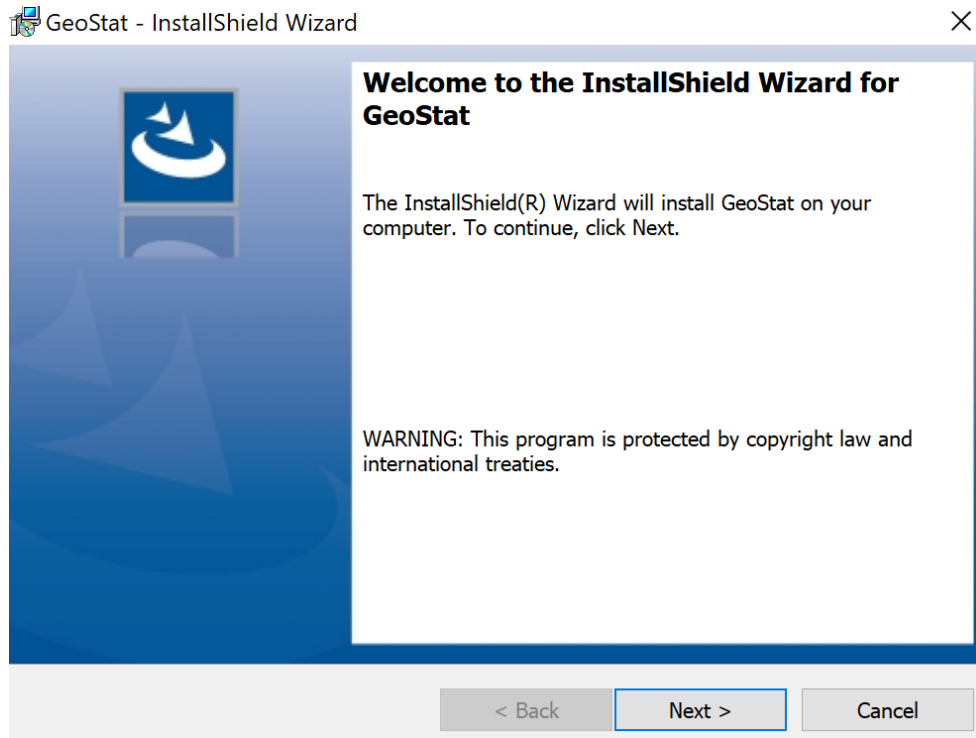 GeoStat - InstallShield Wizard
Welcome to the InstallShield Wizard for
GeoStat
The InstallShield(R) Wizard will install GeoStat on your
computer. To continue, click Next.
WARNING: This program is protected by copyright law and
international treaties.
< Back
Next >
Cancel